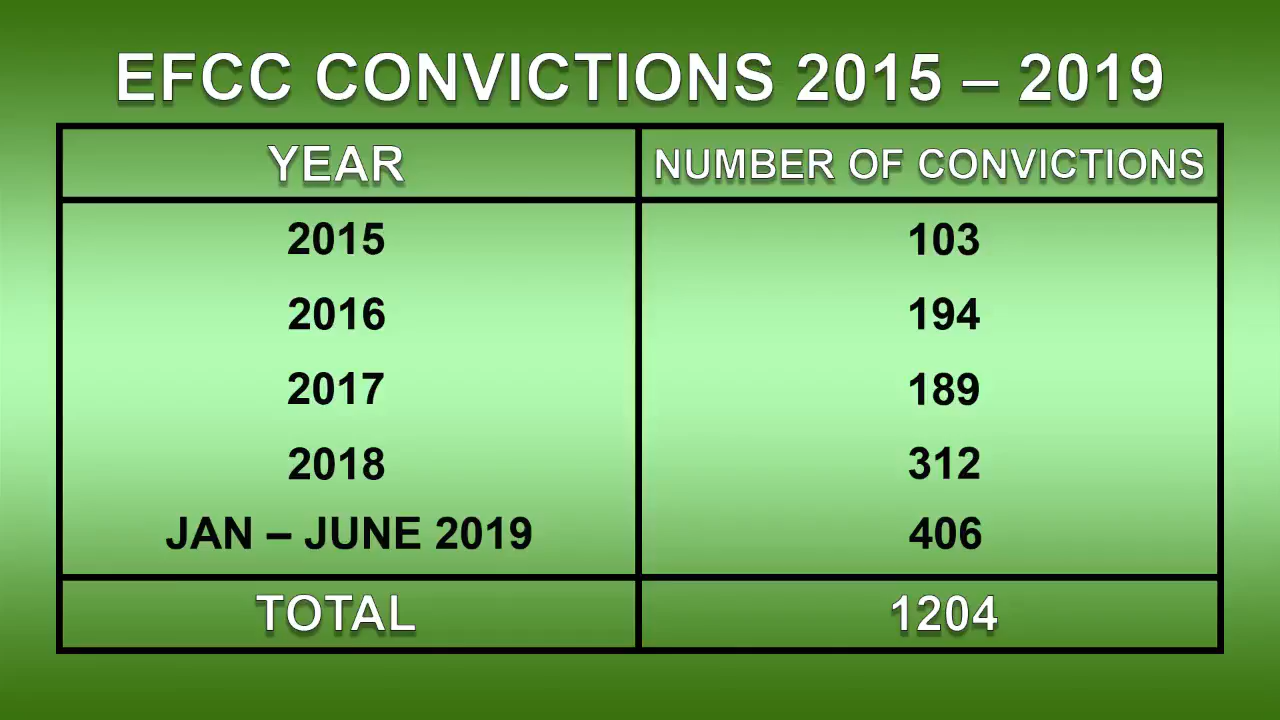 EFCC CONVICTIONS 2015 – 2019
YEAR NUMBER OF CONVICTIONS
2015 103
2016 194
2017 189
2018 312
JAN – JUNE 2019 406
TOTAL 1204